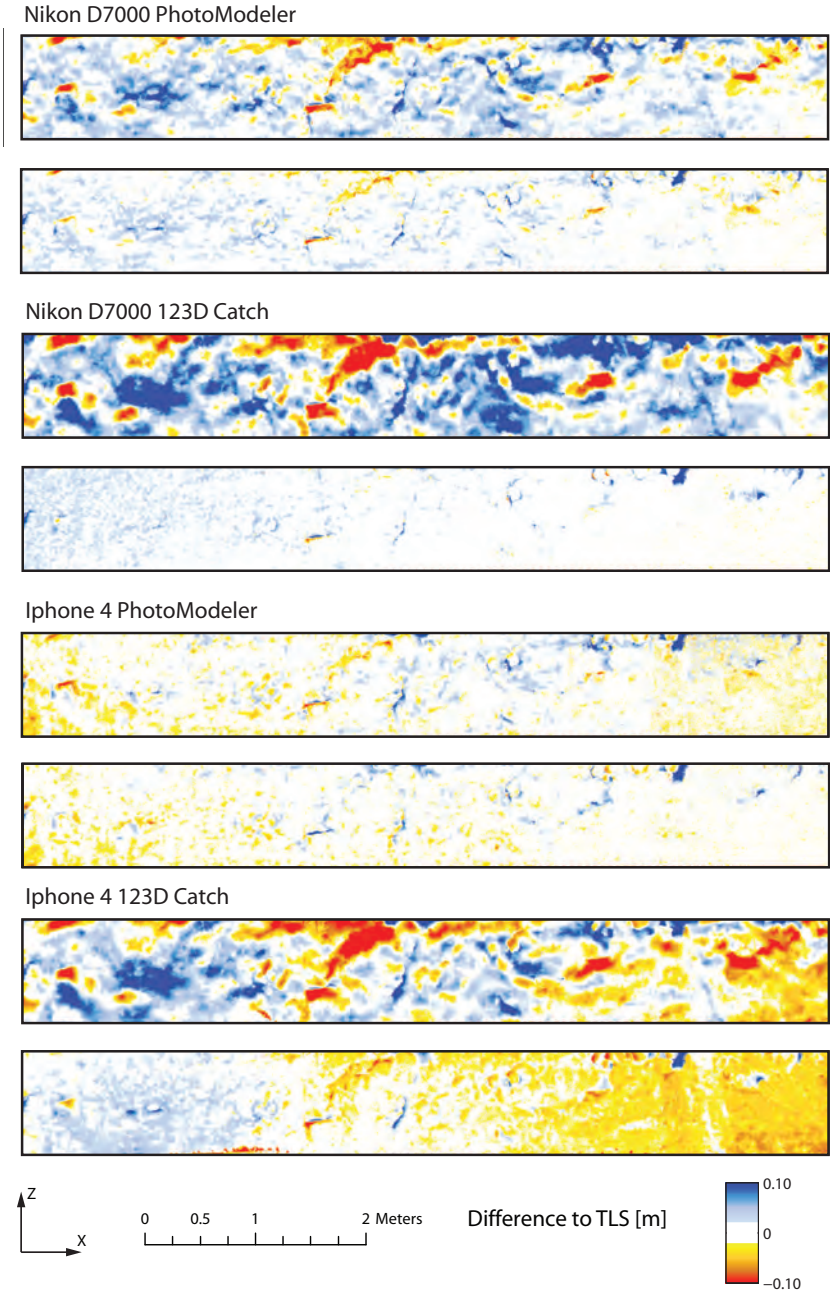 Nikon D7000 PhotoModeler
Nikon D7000 123D Catch
Iphone 4 PhotoModeler
Iphone 4 123D Catch
Z
X
0 0.5 1 2 Meters
Difference to TLS [m]
0.10
0
−0.10